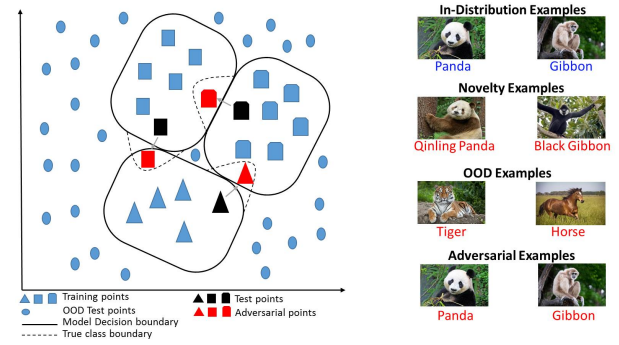 In-Distribution Examples
Panda
Gibbon
Novelty Examples
Qinling Panda
Black Gibbon
OOD Examples
Tiger
Horse
Adversarial Examples
Panda
Gibbon
Training points
Test points
OOD Test points
Adversarial points
Model Decision boundary
True class boundary